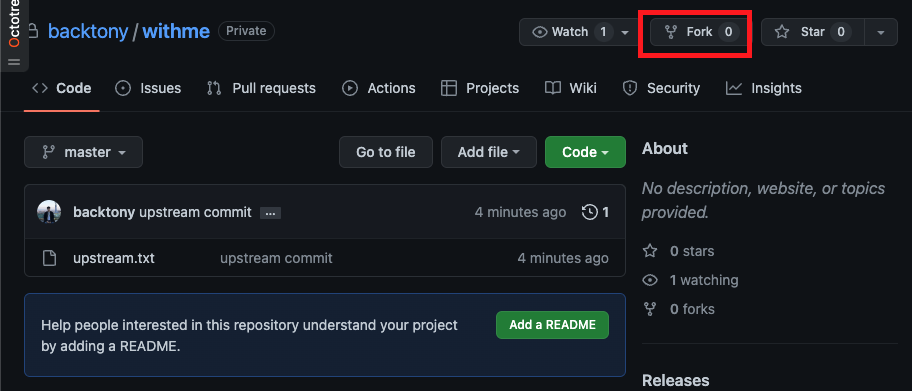 Octotre
backtony / withme Private
Watch 1
Fork 0
Star 0
Code
Issues
Pull requests
Actions
Projects
Wiki
Security
Insights
master
Go to file
Add file
Code
backtony upstream commit ...
4 minutes ago
1
upstream.txt
upstream commit
4 minutes ago
Help people interested in this repository understand your project
by adding a README.
Add a README
About
No description, website, or topics
provided.
0 stars
1 watching
0 forks
Releases